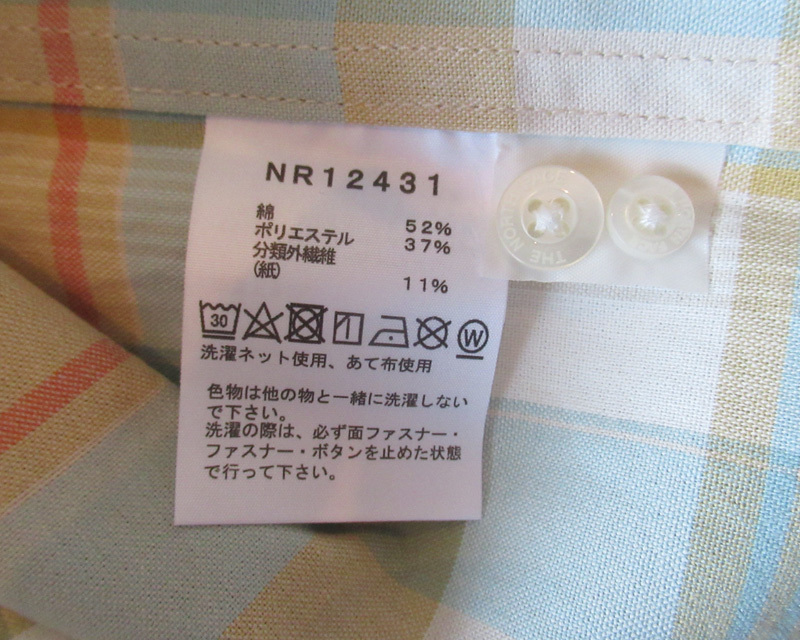 NR12431
綿 52%
ポリエステル 37%
分類外繊維
(紙) 11%
30
W
洗濯ネット使用、あて布使用
色物は他の物と一緒に洗濯しない
で下さい。
洗濯の際は、必ず面ファスナー・
ファスナー・ボタンを止めた状態
で行って下さい。
THE NOR